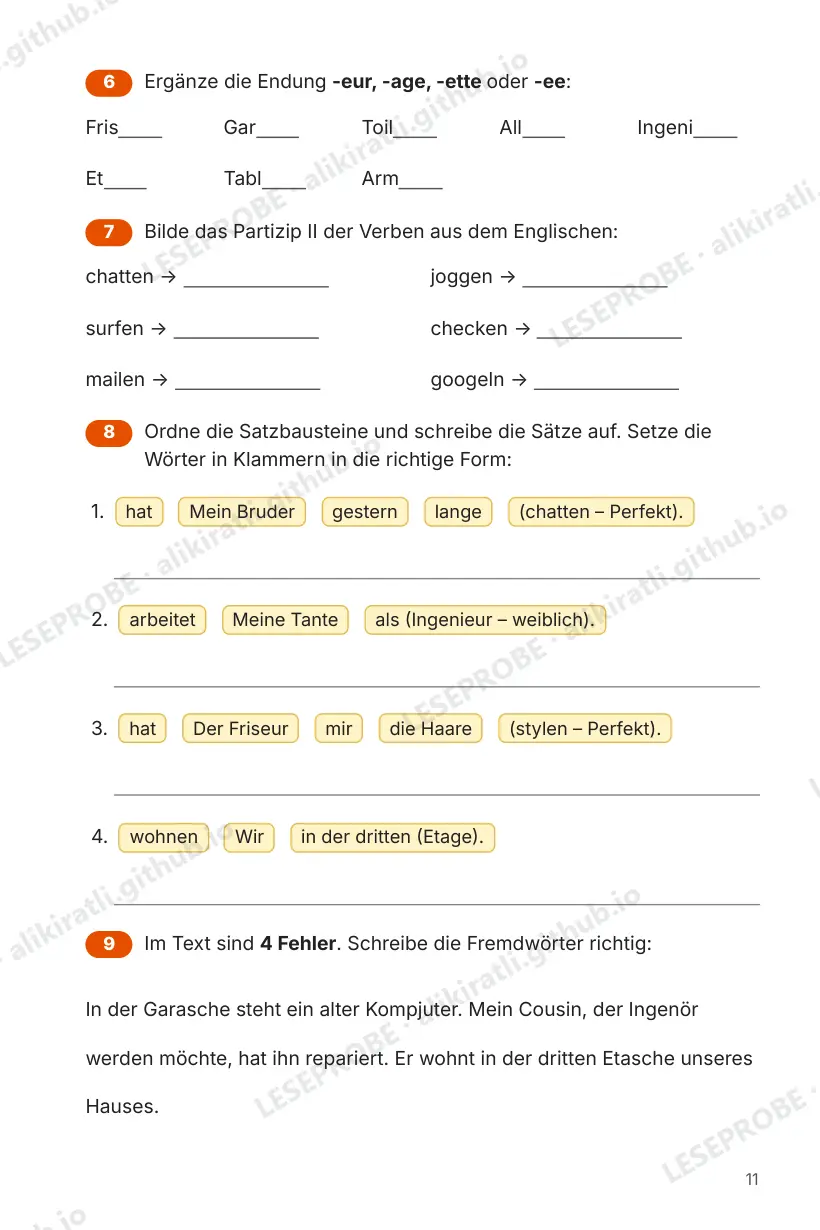 6 Ergänze die Endung -eur, -age, -ette oder -ee:
Fris____ Gar____ Toil____ All____ Ingeni____
Et____ Tabl____ Arm____
7 Bilde das Partizip II der Verben aus dem Englischen:
chatten → ______________ joggen → ______________
surfen → ______________ checken → ______________
mailen → ______________ googeln → ______________
8 Ordne die Satzbausteine und schreibe die Sätze auf. Setze die
Wörter in Klammern in die richtige Form:
1. hat Mein Bruder gestern lange (chatten – Perfekt).
2. arbeitet Meine Tante als (Ingenieur – weiblich).
3. hat Der Friseur mir die Haare (stylen – Perfekt).
4. wohnen Wir in der dritten (Etage).
9 Im Text sind 4 Fehler. Schreibe die Fremdwörter richtig:
In der Garasche steht ein alter Kompjuter. Mein Cousin, der Ingenör
werden möchte, hat ihn repariert. Er wohnt in der dritten Etasche unseres
Hauses.
11
LESEPROBE · alikiratli.github.io